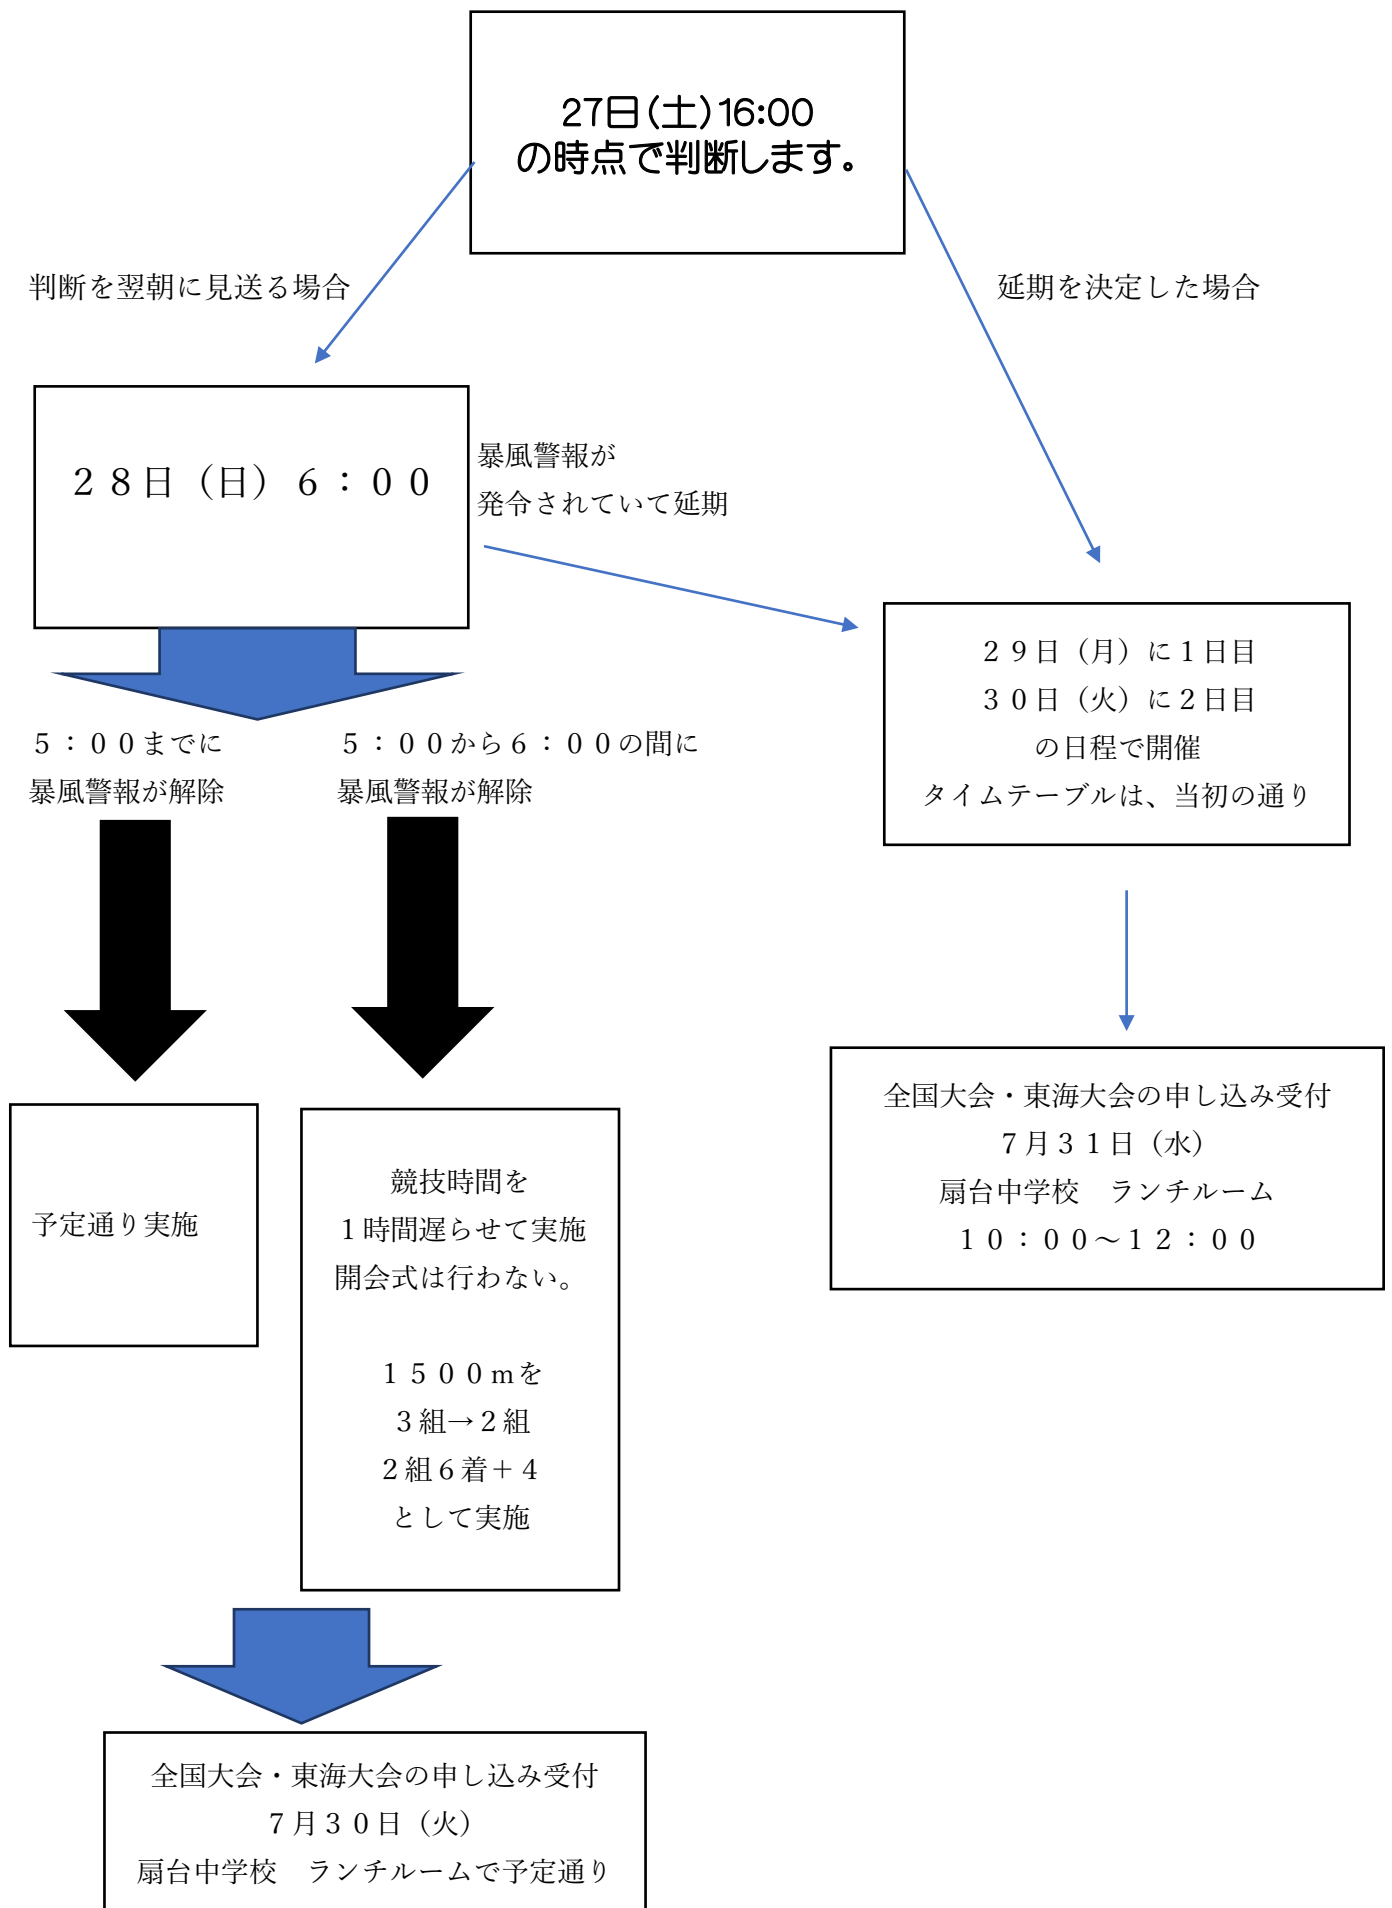 27日(土)16:00
の時点で判断します。
判断を翌朝に見送る場合
延期を決定した場合
２８日（日）６：００
暴風警報が
発令されていて延期
２９日（月）に１日目
３０日（火）に２日目
の日程で開催
タイムテーブルは、当初の通り
５：００までに
暴風警報が解除
５：００から６：００の間に
暴風警報が解除
予定通り実施
競技時間を
１時間遅らせて実施
開会式は行わない。
１５００ｍを
３組→２組
２組６着＋４
として実施
全国大会・東海大会の申し込み受付
７月３１日（水）
扇台中学校　ランチルーム
１０：００～１２：００
全国大会・東海大会の申し込み受付
７月３０日（火）
扇台中学校　ランチルームで予定通り